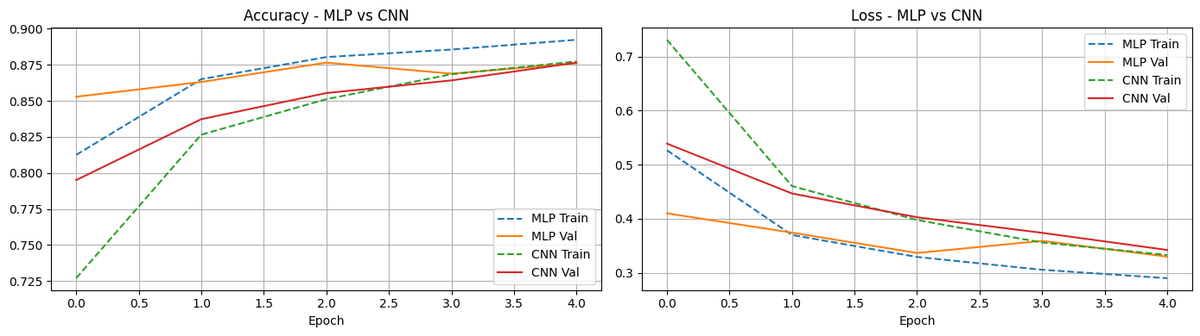 Accuracy - MLP vs CNN
0.900
0.875
0.850
0.825
0.800
0.775
0.750
0.725
0.0 0.5 1.0 1.5 2.0 2.5 3.0 3.5 4.0
Epoch
MLP Train
MLP Val
CNN Train
CNN Val
Loss - MLP vs CNN
0.7
0.6
0.5
0.4
0.3
0.0 0.5 1.0 1.5 2.0 2.5 3.0 3.5 4.0
Epoch
MLP Train
MLP Val
CNN Train
CNN Val